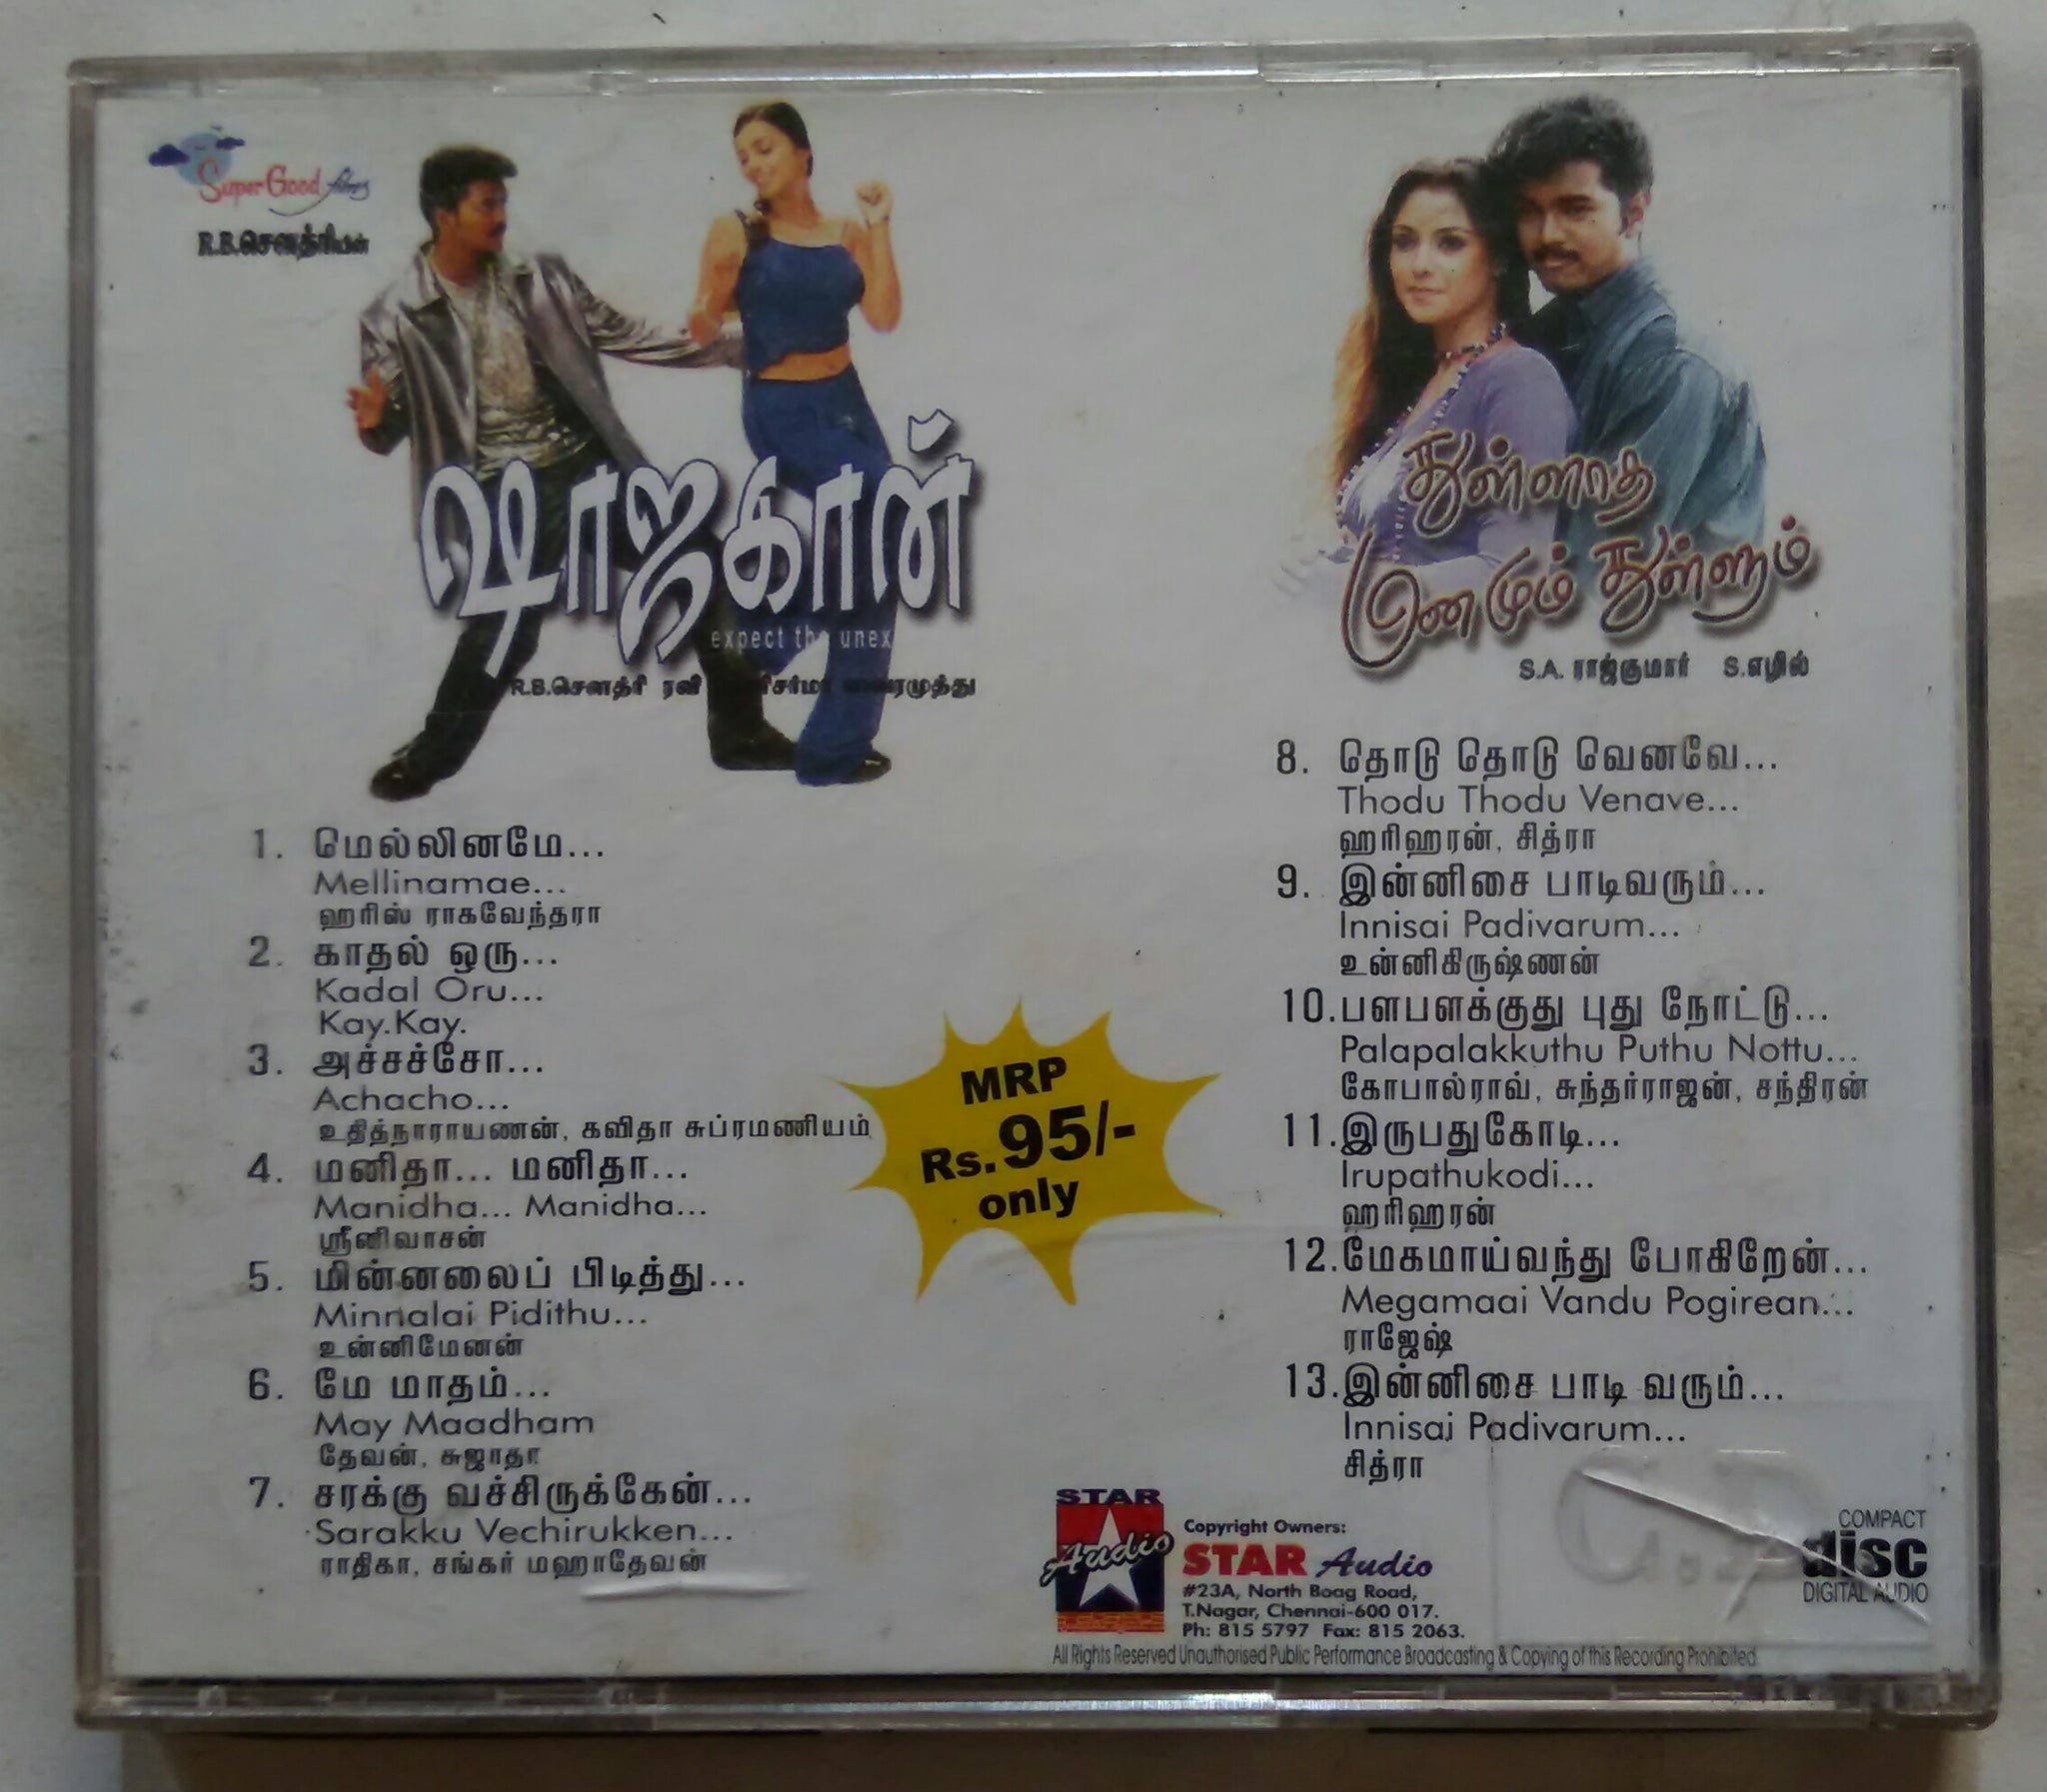 Super Good films
R.B.சௌத்ரியின்
ஷாஜகான்
expect the unex
R.B.சௌத்ரி ரவி வைரமுத்து
1. மெல்லினமே...
Mellinamae...
ஹரிஸ் ராகவேந்தரா
2. காதல் ஒரு...
Kadal Oru...
Kay.Kay.
3. அச்சச்சோ...
Achacho...
உதித்நாராயணன், கவிதா சுப்ரமணியம்
4. மனிதா... மனிதா...
Manidha... Manidha...
ஸ்ரீனிவாசன்
5. மின்னலைப் பிடித்து...
Minnalai Pidithu...
உன்னிமேனன்
6. மே மாதம்...
May Maadham
தேவன், சுஜாதா
7. சரக்கு வச்சிருக்கேன்...
Sarakku Vechirukken...
ராதிகா, சங்கர் மஹாதேவன்
MRP
Rs.95/-
only
துள்ளாத
மனமும் துள்ளும்
S.A. ராஜ்குமார் S.எழில்
8. தொடு தொடு வெனவே...
Thodu Thodu Venave...
ஹரிஹரன், சித்ரா
9. இன்னிசை பாடிவரும்...
Innisai Padivarum...
உன்னிகிருஷ்ணன்
10. பளபளக்குது புது நோட்டு...
Palapalakkuthu Puthu Nottu...
கோபால்ராவ், சுந்தர்ராஜன், சந்திரன்
11. இருபதுகோடி...
Irupathukodi...
ஹரிஹரன்
12. மேகமாய்வந்து போகிறேன்...
Megamaai Vandu Pogirean...
ராஜேஷ்
13. இன்னிசை பாடி வரும்...
Innisai Padivarum...
சித்ரா
STAR
Audio
Copyright Owners:
STAR Audio
#23A, North Boag Road,
T.Nagar, Chennai-600 017.
Ph: 815 5797 Fax: 815 2063.
All Rights Reserved Unauthorised Public Performance Broadcasting & Copying of this Recording Prohibited
COMPACT
disc
DIGITAL AUDIO